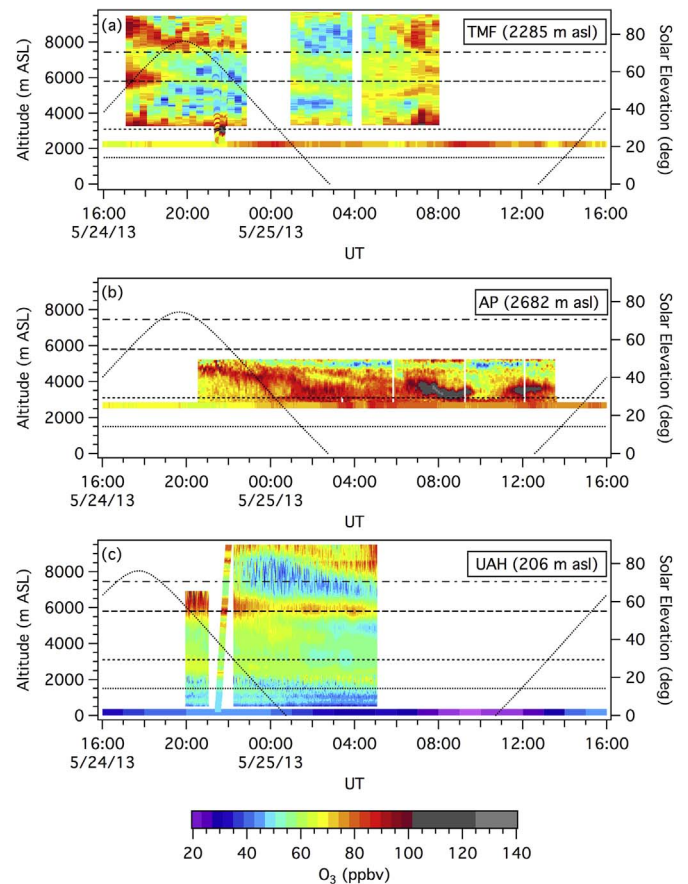 (a)
TMF (2285 m asl)
Altitude (m ASL)
8000
6000
4000
2000
0
Solar Elevation (deg)
80
60
40
20
0
16:00 20:00 00:00 04:00 08:00 12:00 16:00
5/24/13 5/25/13
UT
(b)
AP (2682 m asl)
Altitude (m ASL)
8000
6000
4000
2000
0
Solar Elevation (deg)
80
60
40
20
0
16:00 20:00 00:00 04:00 08:00 12:00 16:00
5/24/13 5/25/13
UT
(c)
UAH (206 m asl)
Altitude (m ASL)
8000
6000
4000
2000
0
Solar Elevation (deg)
80
60
40
20
0
16:00 20:00 00:00 04:00 08:00 12:00 16:00
5/24/13 5/25/13
UT
20 40 60 80 100 120 140
O₃ (ppbv)